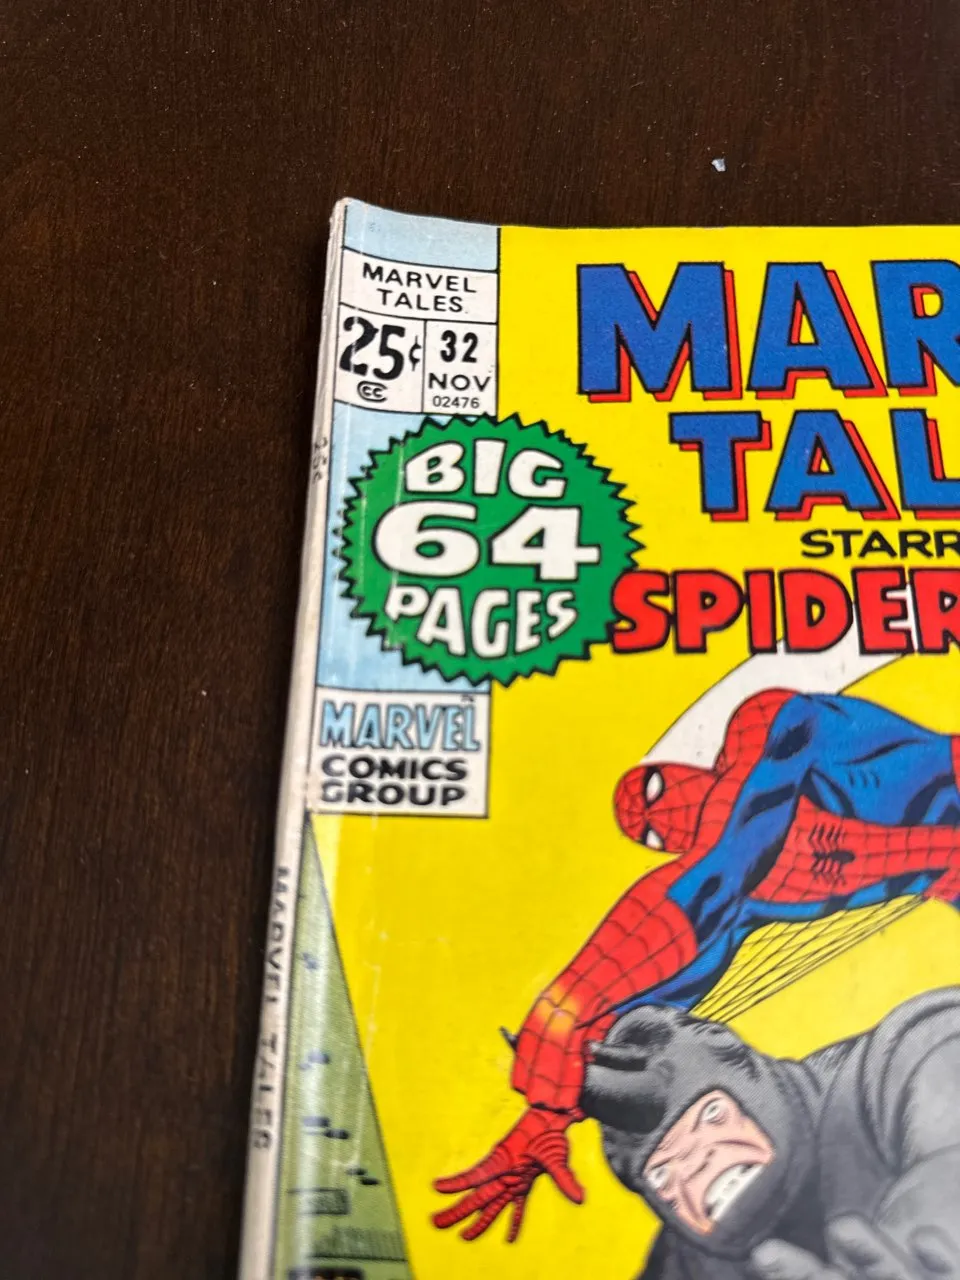 MARVEL
TALES
25¢
CC
32
NOV
02476
BIG
64
PAGES
MARVEL
COMICS
GROUP
MAR
TAL
STARR
SPIDER
25¢
MARVEL TALES